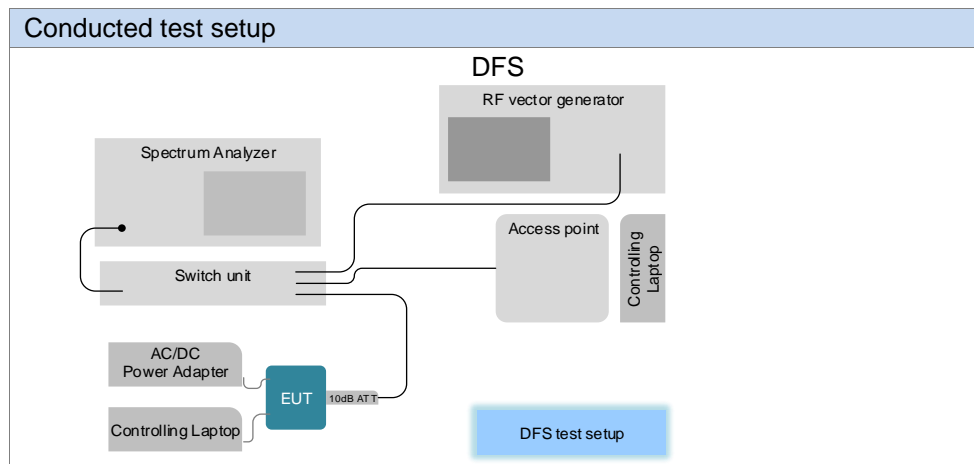 Conducted test setup
DFS
RF vector generator
Spectrum Analyzer
Access point
Controlling
Laptop
Switch unit
AC/DC
Power Adapter
EUT
10dB ATT
Controlling Laptop
DFS test setup